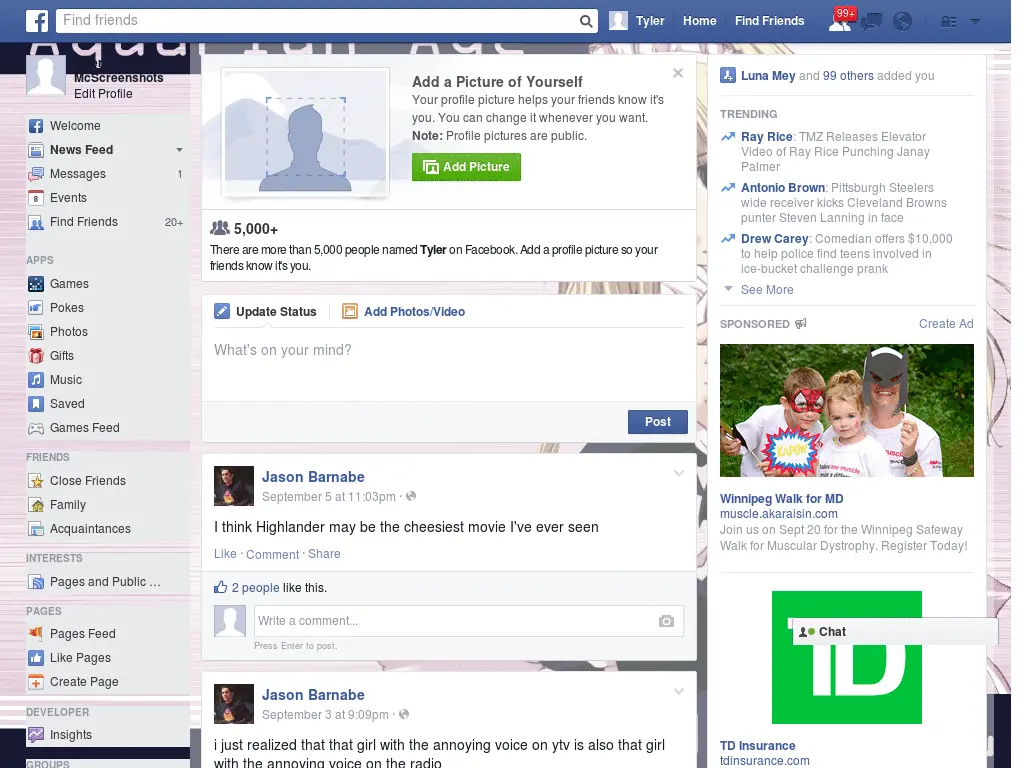 Find friends
Tyler
Home
Find Friends
99+
Aquarian Age
McScreenshots
Edit Profile
Welcome
News Feed
Messages 1
Events
Find Friends 20+
APPS
Games
Pokes
Photos
Gifts
Music
Saved
Games Feed
FRIENDS
Close Friends
Family
Acquaintances
INTERESTS
Pages and Public ...
PAGES
Pages Feed
Like Pages
Create Page
DEVELOPER
Insights
GROUPS
Add a Picture of Yourself
Your profile picture helps your friends know it's
you. You can change it whenever you want.
Note: Profile pictures are public.
Add Picture
5,000+
There are more than 5,000 people named Tyler on Facebook. Add a profile picture so your
friends know it's you.
Update Status
Add Photos/Video
What's on your mind?
Post
Jason Barnabe
September 5 at 11:03pm ·
I think Highlander may be the cheesiest movie I've ever seen
Like · Comment · Share
2 people like this.
Write a comment...
Press Enter to post.
Jason Barnabe
September 3 at 9:09pm ·
i just realized that that girl with the annoying voice on ytv is also that girl
with the annoying voice on the radio
Luna Mey and 99 others added you
TRENDING
Ray Rice: TMZ Releases Elevator
Video of Ray Rice Punching Janay
Palmer
Antonio Brown: Pittsburgh Steelers
wide receiver kicks Cleveland Browns
punter Steven Lanning in face
Drew Carey: Comedian offers $10,000
to help police find teens involved in
ice-bucket challenge prank
See More
SPONSORED
Create Ad
KAPOW
Winnipeg Walk for MD
muscle.akaraisin.com
Join us on Sept 20 for the Winnipeg Safeway
Walk for Muscular Dystrophy. Register Today!
Chat
TD
TD Insurance
tdinsurance.com